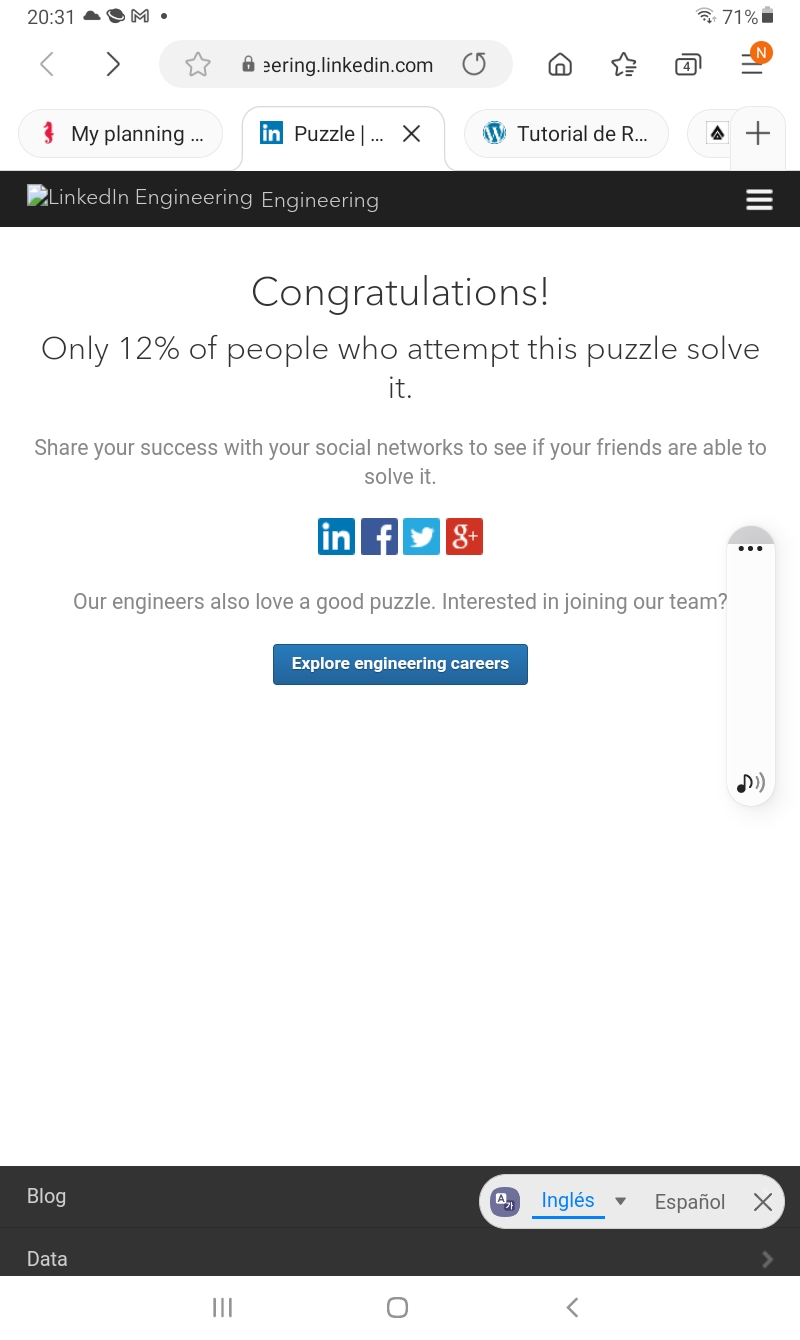 20:31
71%
eering.linkedin.com
4
N
My planning ...
Puzzle | ...
Tutorial de R...
LinkedIn Engineering Engineering
Congratulations!
Only 12% of people who attempt this puzzle solve
it.
Share your success with your social networks to see if your friends are able to
solve it.
in f g+
Our engineers also love a good puzzle. Interested in joining our team?
Explore engineering careers
Blog
Inglés
Español
Data